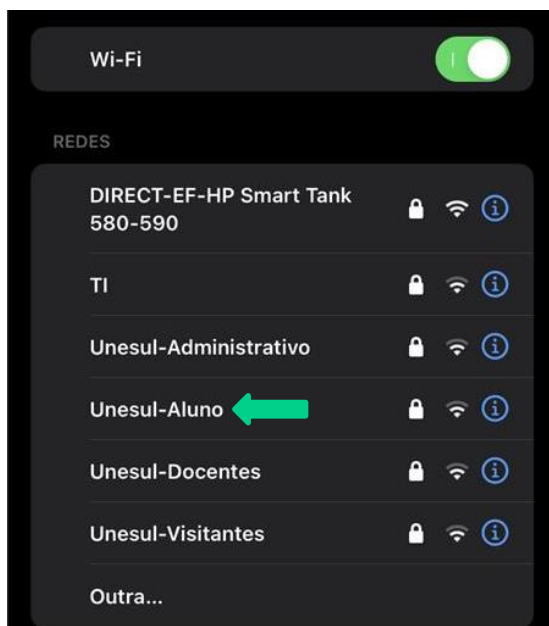 Wi-Fi
REDES
DIRECT-EF-HP Smart Tank
580-590
TI
Unesul-Administrativo
Unesul-Aluno
Unesul-Docentes
Unesul-Visitantes
Outra...